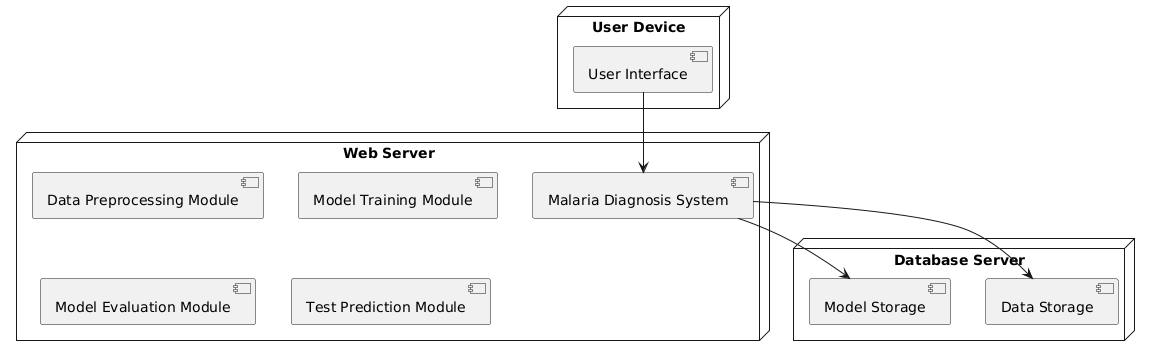 User Device
User Interface
Web Server
Data Preprocessing Module
Model Training Module
Malaria Diagnosis System
Model Evaluation Module
Test Prediction Module
Database Server
Model Storage
Data Storage